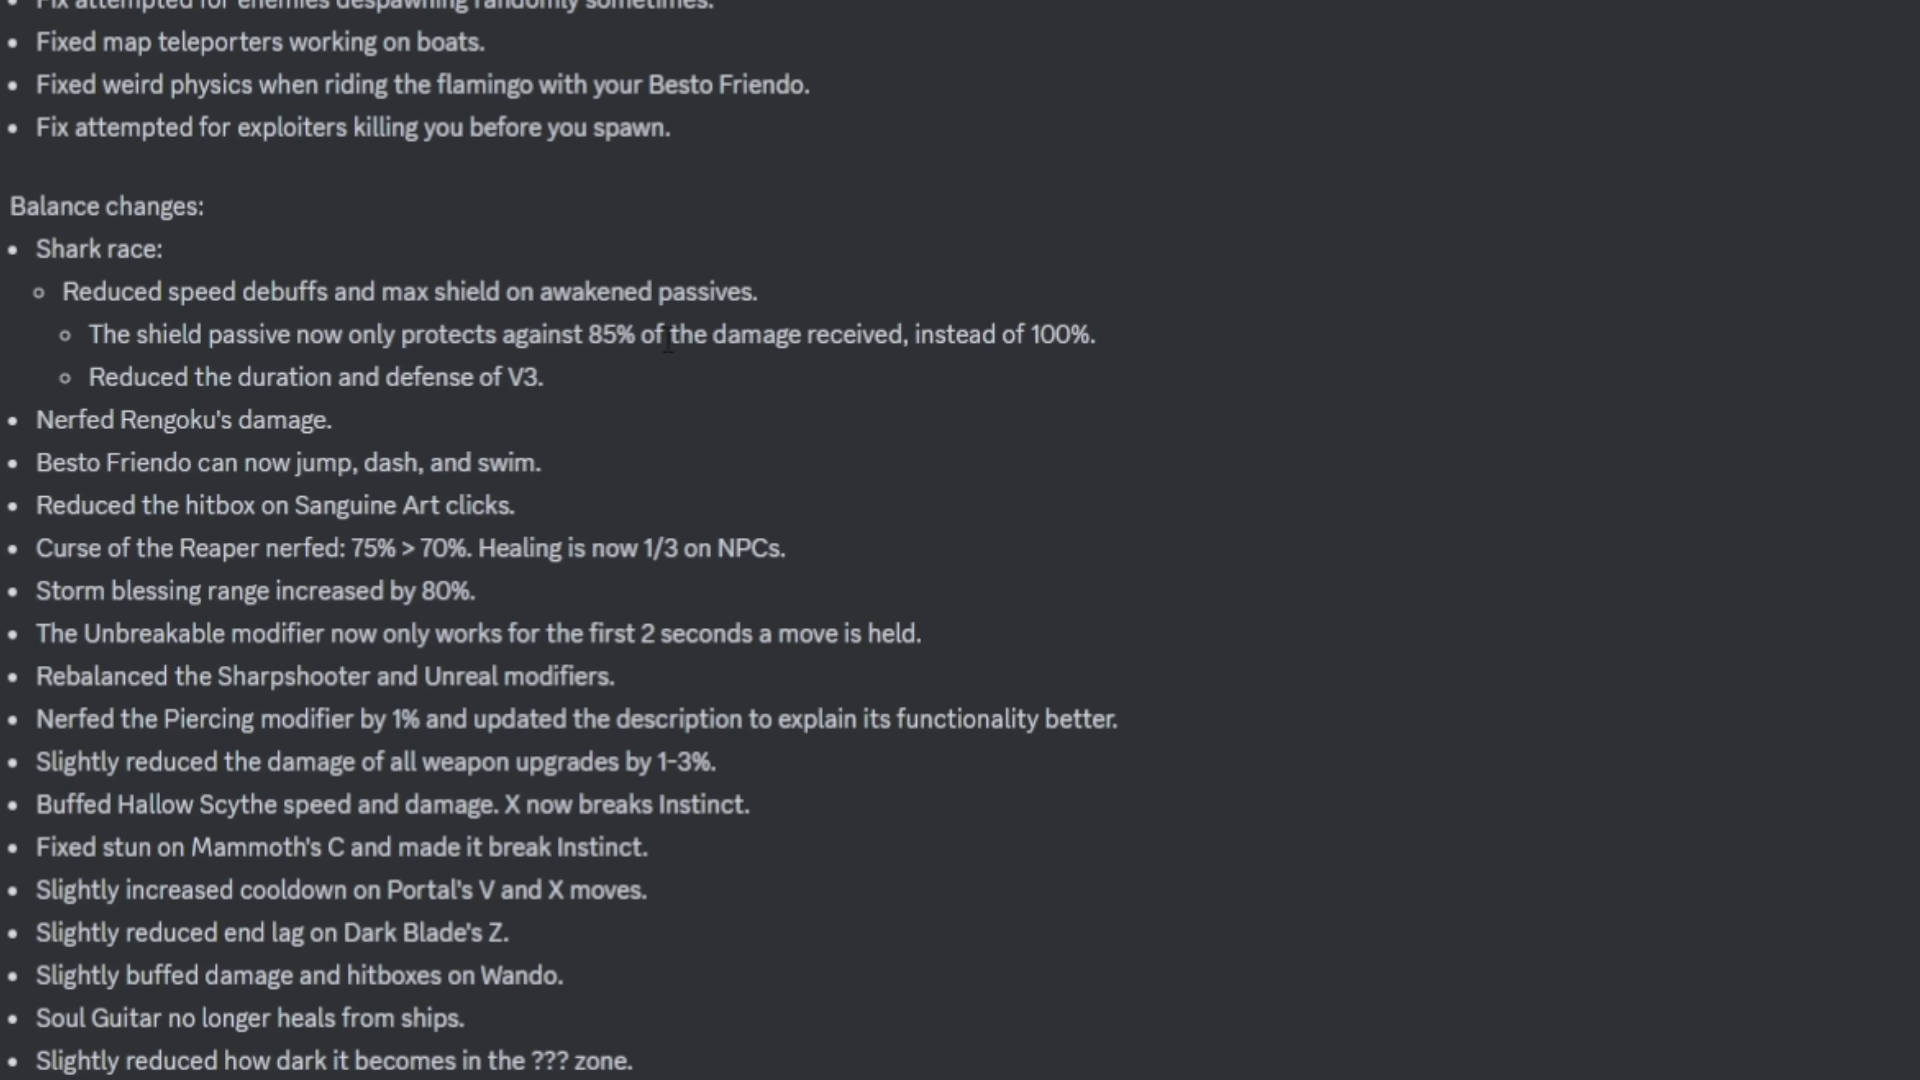 • Fix attempted for enemies despawning randomly sometimes.
• Fixed map teleporters working on boats.
• Fixed weird physics when riding the flamingo with your Besto Friendo.
• Fix attempted for exploiters killing you before you spawn.
Balance changes:
• Shark race:
◦ Reduced speed debuffs and max shield on awakened passives.
◦ The shield passive now only protects against 85% of the damage received, instead of 100%.
◦ Reduced the duration and defense of V3.
• Nerfed Rengoku's damage.
• Besto Friendo can now jump, dash, and swim.
• Reduced the hitbox on Sanguine Art clicks.
• Curse of the Reaper nerfed: 75% > 70%. Healing is now 1/3 on NPCs.
• Storm blessing range increased by 80%.
• The Unbreakable modifier now only works for the first 2 seconds a move is held.
• Rebalanced the Sharpshooter and Unreal modifiers.
• Nerfed the Piercing modifier by 1% and updated the description to explain its functionality better.
• Slightly reduced the damage of all weapon upgrades by 1-3%.
• Buffed Hallow Scythe speed and damage. X now breaks Instinct.
• Fixed stun on Mammoth's C and made it break Instinct.
• Slightly increased cooldown on Portal's V and X moves.
• Slightly reduced end lag on Dark Blade's Z.
• Slightly buffed damage and hitboxes on Wando.
• Soul Guitar no longer heals from ships.
• Slightly reduced how dark it becomes in the ??? zone.